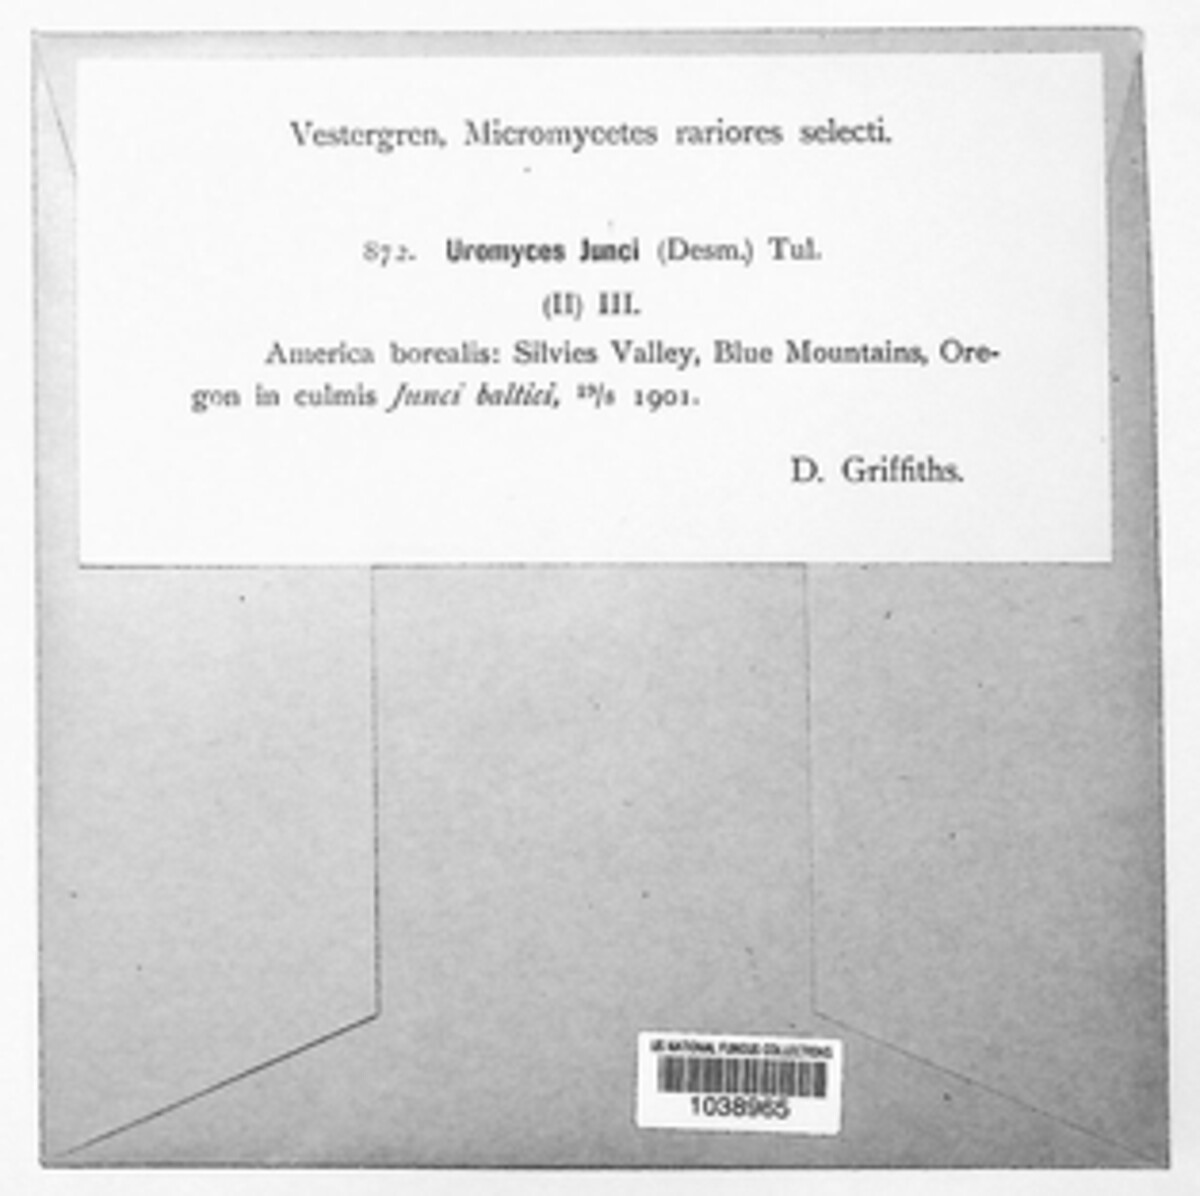 Vestergren, Micromycetes rariores selecti.
872. Uromyces Junci (Desm.) Tul.
(II) III.
America borealis: Silvies Valley, Blue Mountains, Ore-
gon in culmis Junci baltici, /8 1901.
D. Griffiths.
US NATIONAL FUNGUS COLLECTIONS
1038965